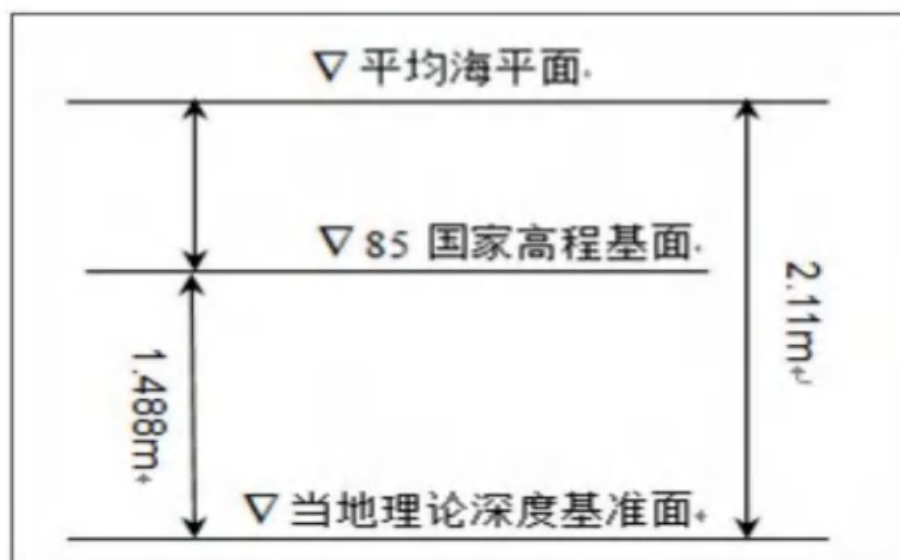 ▽ 平均海平面
▽ 85 国家高程基面
2.11m
1.488m
▽ 当地理论深度基准面